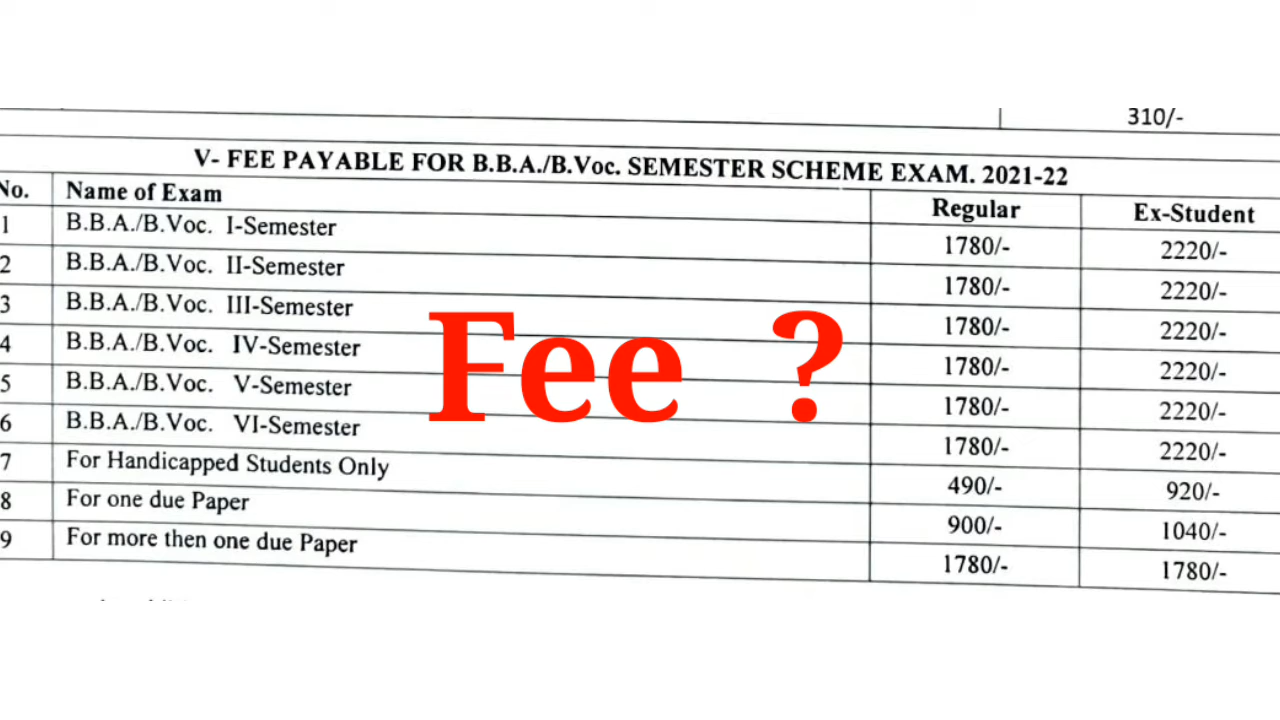 310/-
V- FEE PAYABLE FOR B.B.A./B.Voc. SEMESTER SCHEME EXAM. 2021-22
No. Name of Exam Regular Ex-Student
1 B.B.A./B.Voc. I-Semester 1780/- 2220/-
2 B.B.A./B.Voc. II-Semester 1780/- 2220/-
3 B.B.A./B.Voc. III-Semester 1780/- 2220/-
4 B.B.A./B.Voc. IV-Semester 1780/- 2220/-
5 B.B.A./B.Voc. V-Semester 1780/- 2220/-
6 B.B.A./B.Voc. VI-Semester 1780/- 2220/-
7 For Handicapped Students Only 490/- 920/-
8 For one due Paper 900/- 1040/-
9 For more then one due Paper 1780/- 1780/-
Fee ?